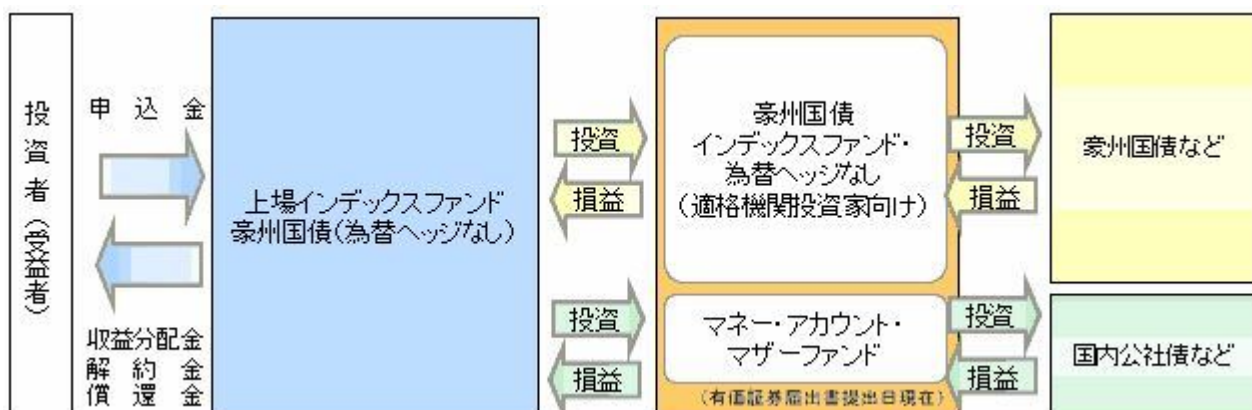 投資者（受益者）
申込金
収益分配金
解約金
償還金
上場インデックスファンド
豪州国債(為替ヘッジなし)
投資
損益
投資
損益
豪州国債
インデックスファンド・
為替ヘッジなし
(適格機関投資家向け)
マネー・アカウント・
マザーファンド
(有価証券届出書提出日現在)
投資
損益
投資
損益
豪州国債など
国内公社債など